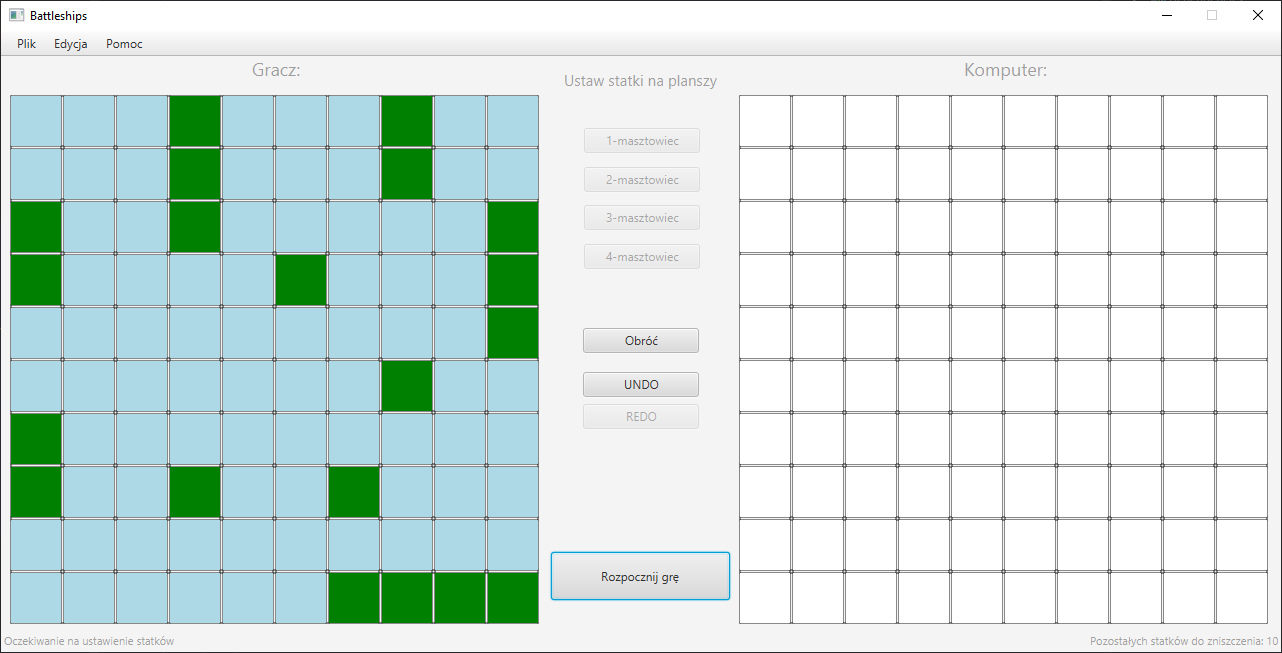 Battleships
Plik Edycja Pomoc
Gracz:
Ustaw statki na planszy
Komputer:
1-masztowiec
2-masztowiec
3-masztowiec
4-masztowiec
Obróć
UNDO
REDO
Rozpocznij grę
Oczekiwanie na ustawienie statków
Pozostałych statków do zniszczenia: 10